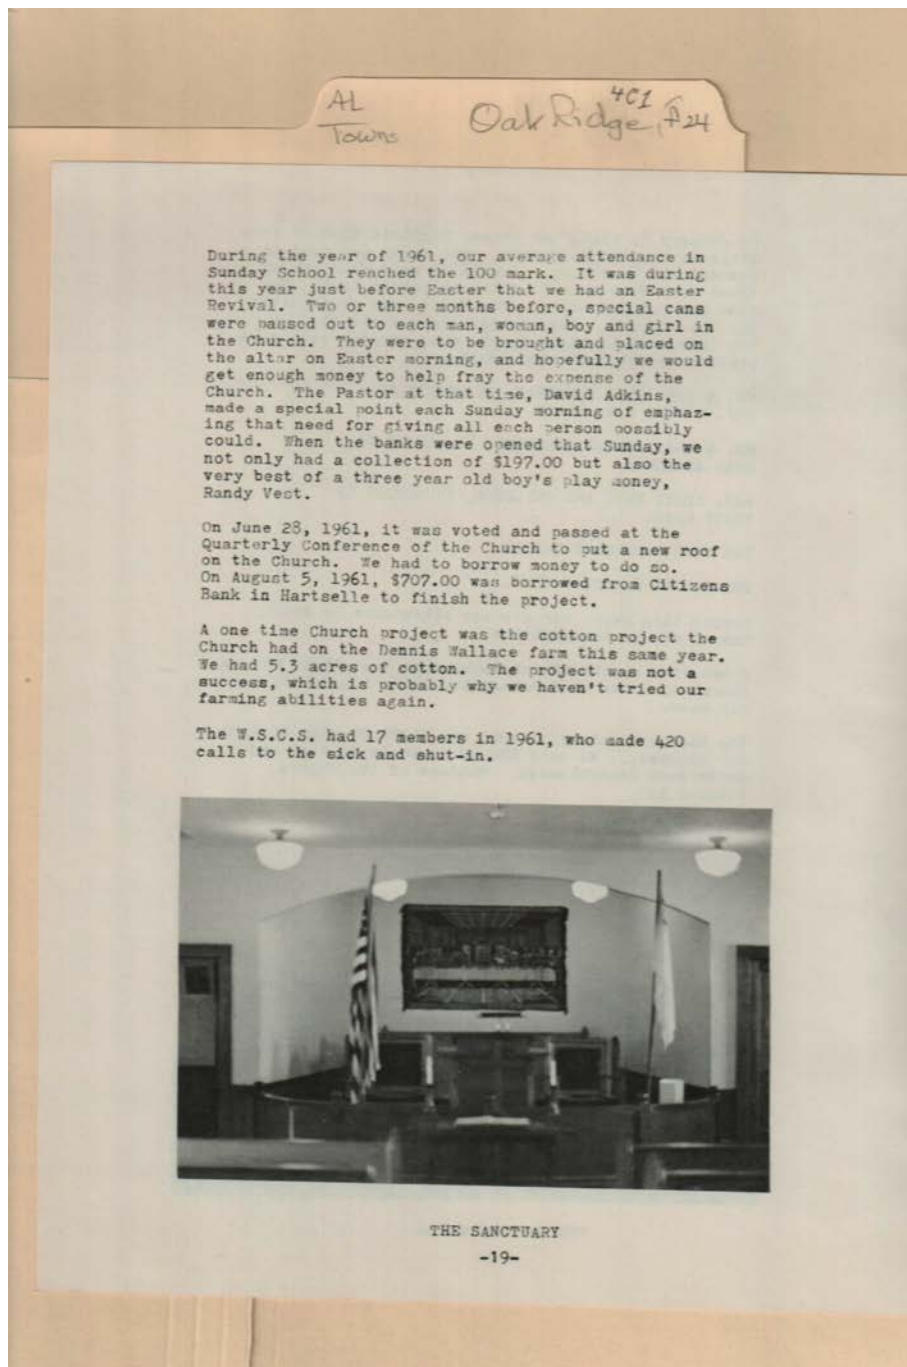 AL
Towns
Oak Ridge, 4C1
#24
During the year of 1961, our average attendance in
Sunday School reached the 100 mark. It was during
this year just before Easter that we had an Easter
Revival. Two or three months before, special cans
were passed out to each man, woman, boy and girl in
the Church. They were to be brought and placed on
the altar on Easter morning, and hopefully we would
get enough money to help fray the expense of the
Church. The Pastor at that time, David Adkins,
made a special point each Sunday morning of emphaz-
ing that need for giving all each person possibly
could. When the banks were opened that Sunday, we
not only had a collection of $197.00 but also the
very best of a three year old boy's play money,
Randy Vest.
On June 28, 1961, it was voted and passed at the
Quarterly Conference of the Church to put a new roof
on the Church. We had to borrow money to do so.
On August 5, 1961, $707.00 was borrowed from Citizens
Bank in Hartselle to finish the project.
A one time Church project was the cotton project the
Church had on the Dennis Wallace farm this same year.
We had 5.3 acres of cotton. The project was not a
success, which is probably why we haven't tried our
farming abilities again.
The W.S.C.S. had 17 members in 1961, who made 420
calls to the sick and shut-in.
THE SANCTUARY
-19-